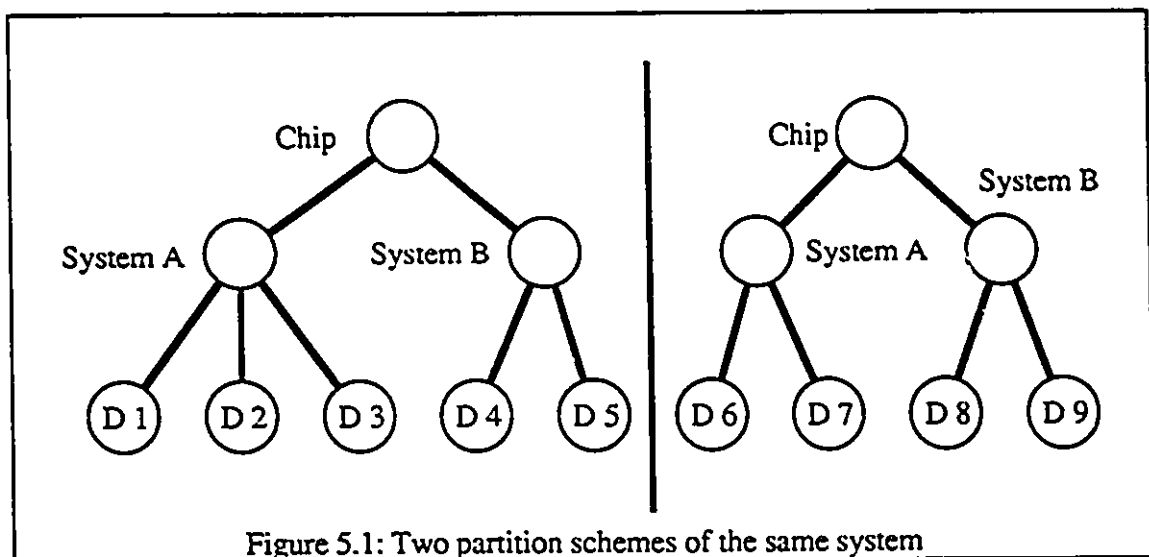 Chip
System A
System B
D 1
D 2
D 3
D 4
D 5
Chip
System B
System A
D 6
D 7
D 8
D 9
Figure 5.1: Two partition schemes of the same system